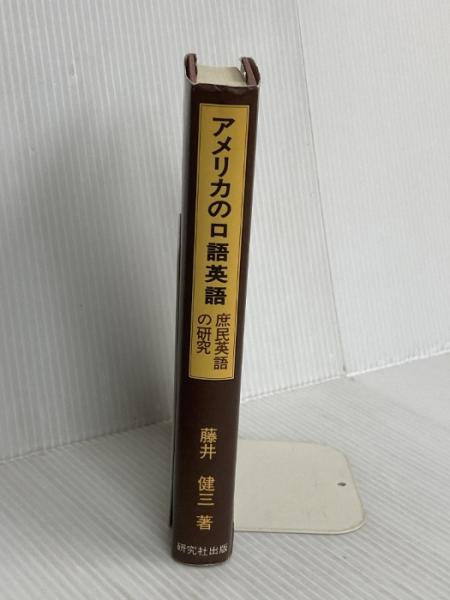 アメリカの口語英語
庶民英語
の研究
藤井 健三 著
研究社出版